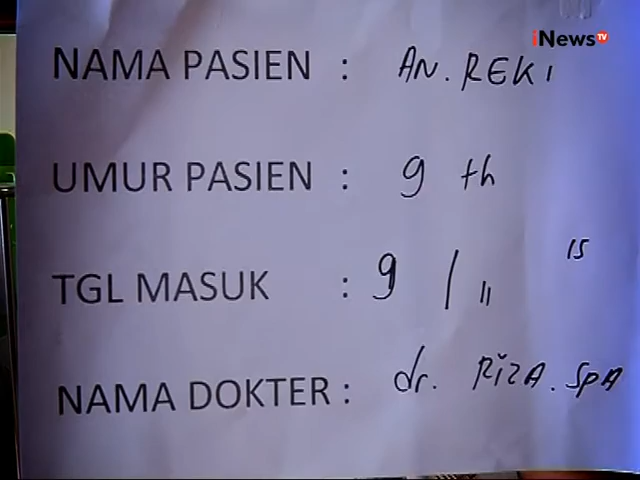 iNews TV
NAMA PASIEN : AN. REKI
UMUR PASIEN : 9 th
TGL MASUK : 9 / 11 15
NAMA DOKTER : dr. RIZA. SPA